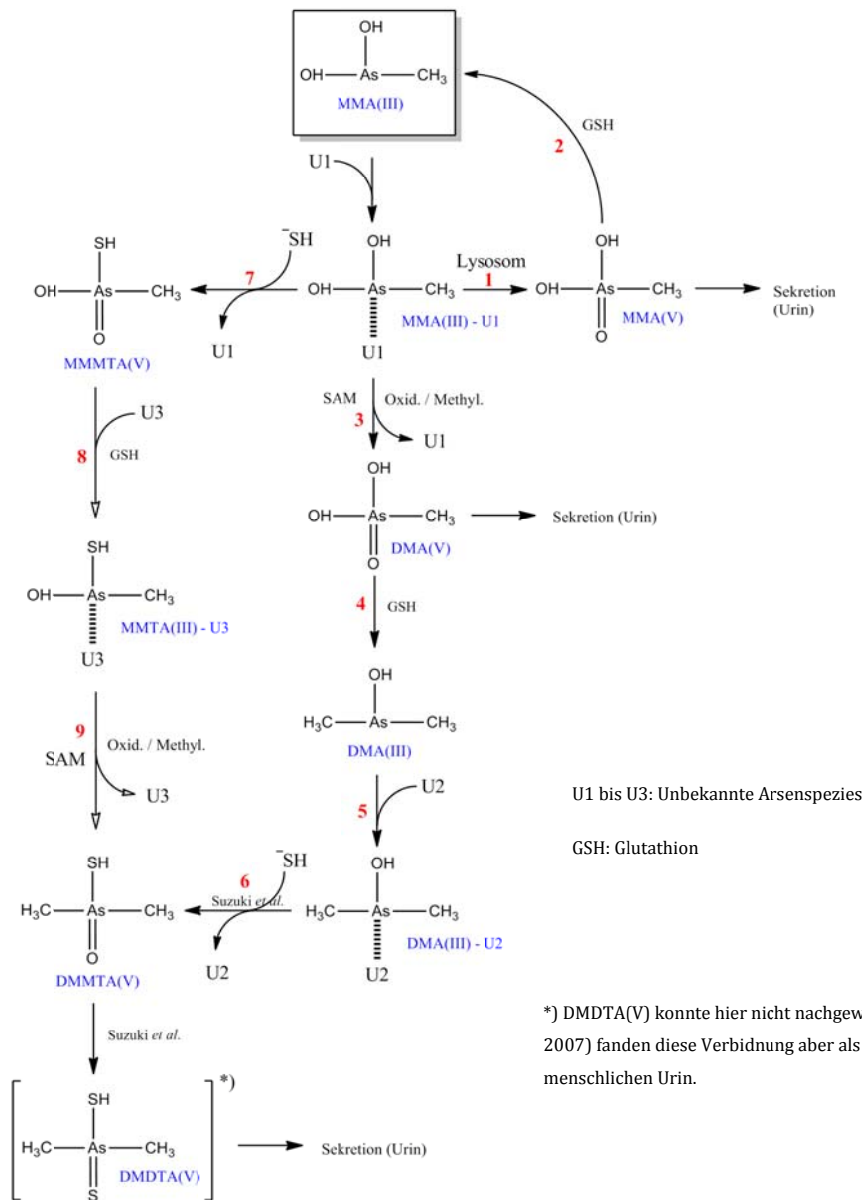 OH
OH As CH3
MMA(III)
GSH
2
U1
SH
OH As CH3
O
MMMTA(V)
‾SH
7
U1
OH
OH As CH3
MMA(III) - U1
U1
Lysosom
1
OH
OH As CH3
MMA(V)
O
Sekretion
(Urin)
SAM Oxid. / Methyl.
3
U1
U3
8 GSH
OH
OH As CH3
DMA(V)
O
Sekretion (Urin)
4 GSH
SH
OH As CH3
MMTA(III) - U3
U3
OH
H3C As CH3
DMA(III)
9 Oxid. / Methyl.
SAM
U3
5 U2
U1 bis U3: Unbekannte Arsenspezies
GSH: Glutathion
SH
H3C As CH3
O
DMMTA(V)
‾SH
6
Suzuki et al.
U2
OH
H3C As CH3
DMA(III) - U2
U2
Suzuki et al.
*) DMDTA(V) konnte hier nicht nachgew
2007) fanden diese Verbidnung aber als
menschlichen Urin.
*)
SH
H3C As CH3
DMDTA(V)
S
Sekretion (Urin)